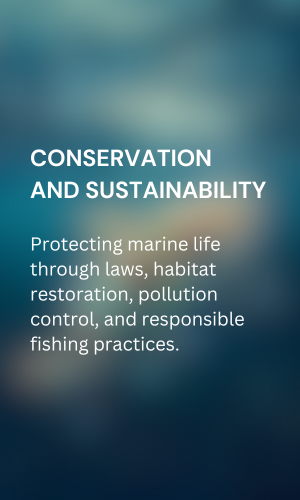 CONSERVATION
AND SUSTAINABILITY
Protecting marine life
through laws, habitat
restoration, pollution
control, and responsible
fishing practices.